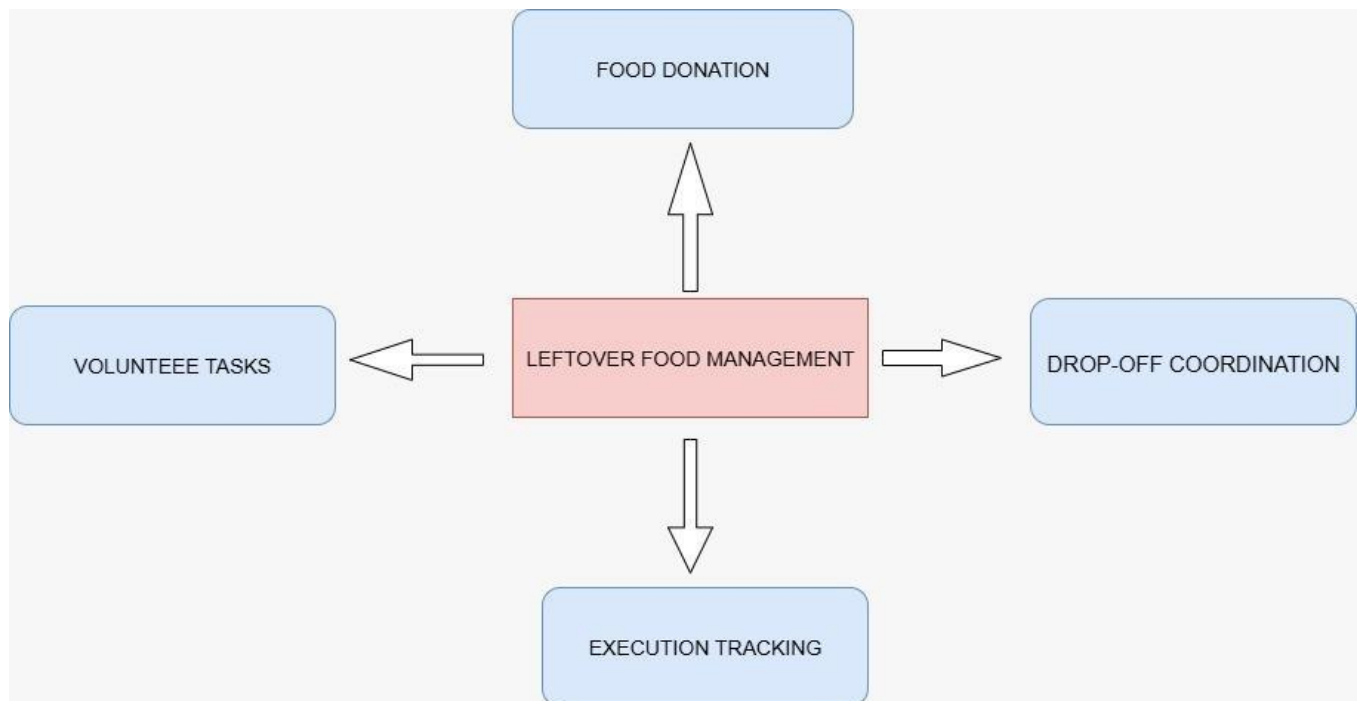 FOOD DONATION
VOLUNTEEE TASKS
LEFTOVER FOOD MANAGEMENT
DROP-OFF COORDINATION
EXECUTION TRACKING